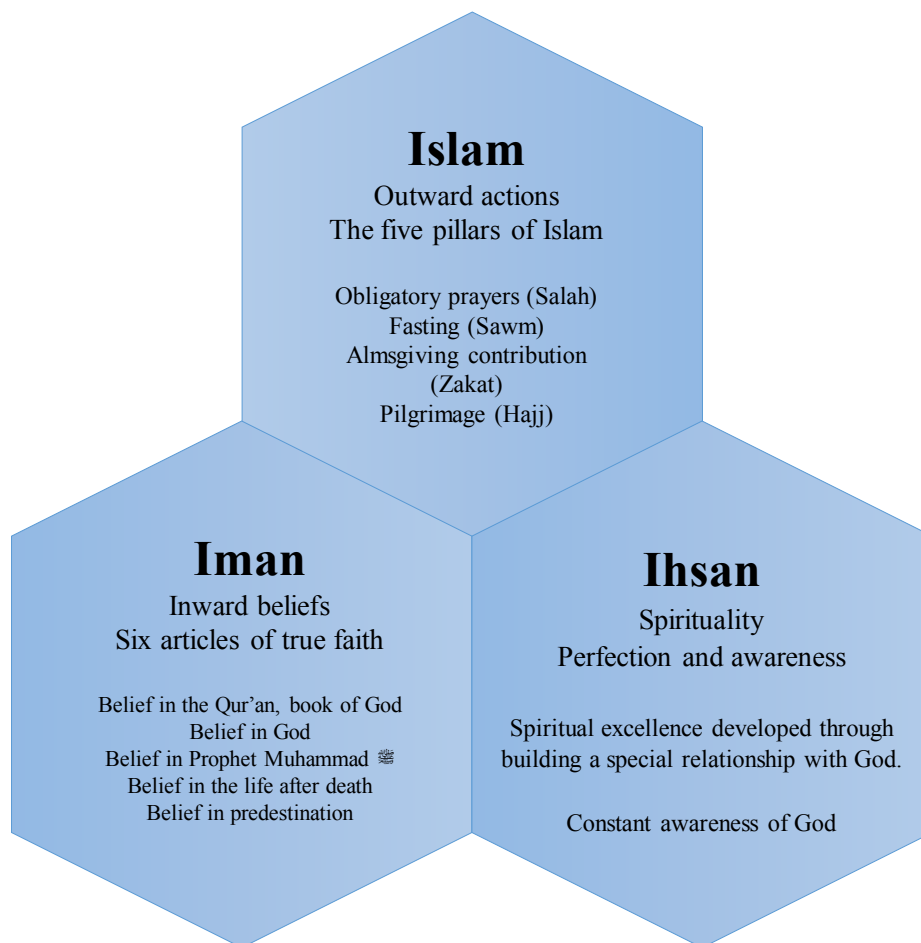 Islam
Outward actions
The five pillars of Islam
Obligatory prayers (Salah)
Fasting (Sawm)
Almsgiving contribution
(Zakat)
Pilgrimage (Hajj)
Iman
Inward beliefs
Six articles of true faith
Belief in the Qur’an, book of God
Belief in God
Belief in Prophet Muhammad ﷺ
Belief in the life after death
Belief in predestination
Ihsan
Spirituality
Perfection and awareness
Spiritual excellence developed through
building a special relationship with God.
Constant awareness of God